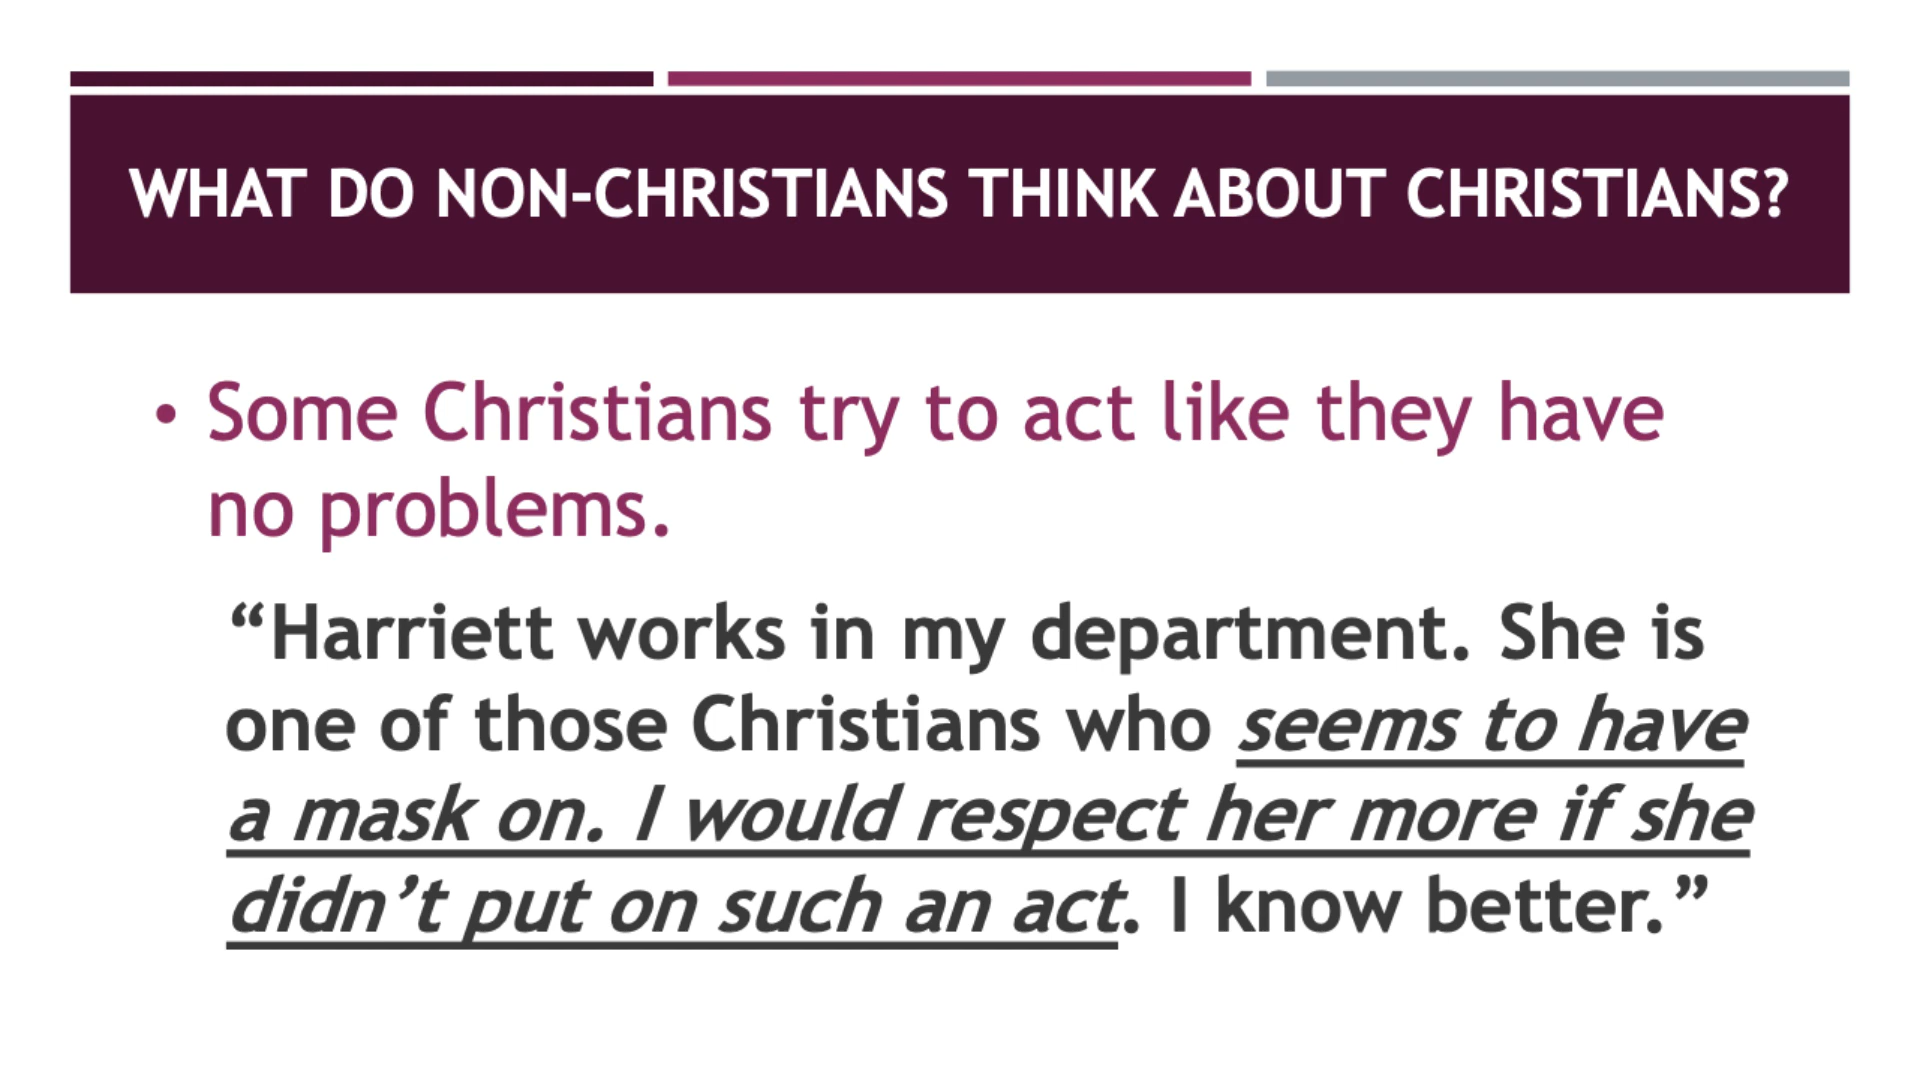 WHAT DO NON-CHRISTIANS THINK ABOUT CHRISTIANS?
• Some Christians try to act like they have
no problems.
“Harriett works in my department. She is
one of those Christians who seems to have
a mask on. I would respect her more if she
didn’t put on such an act. I know better.”